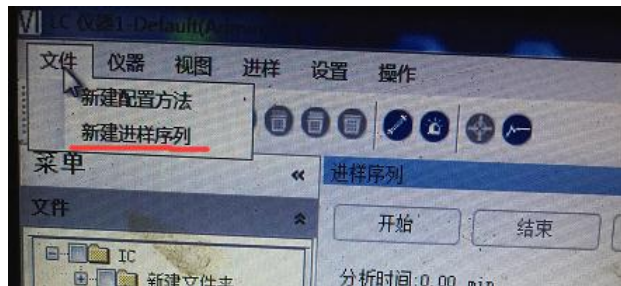 LC 仪器1-Default(A
文件 仪器 视图 进样 设置 操作
新建配置方法
新建进样序列
菜单 «
进样序列
文件
开始 结束
IC
新建文件夹
分析时间:0.00 min